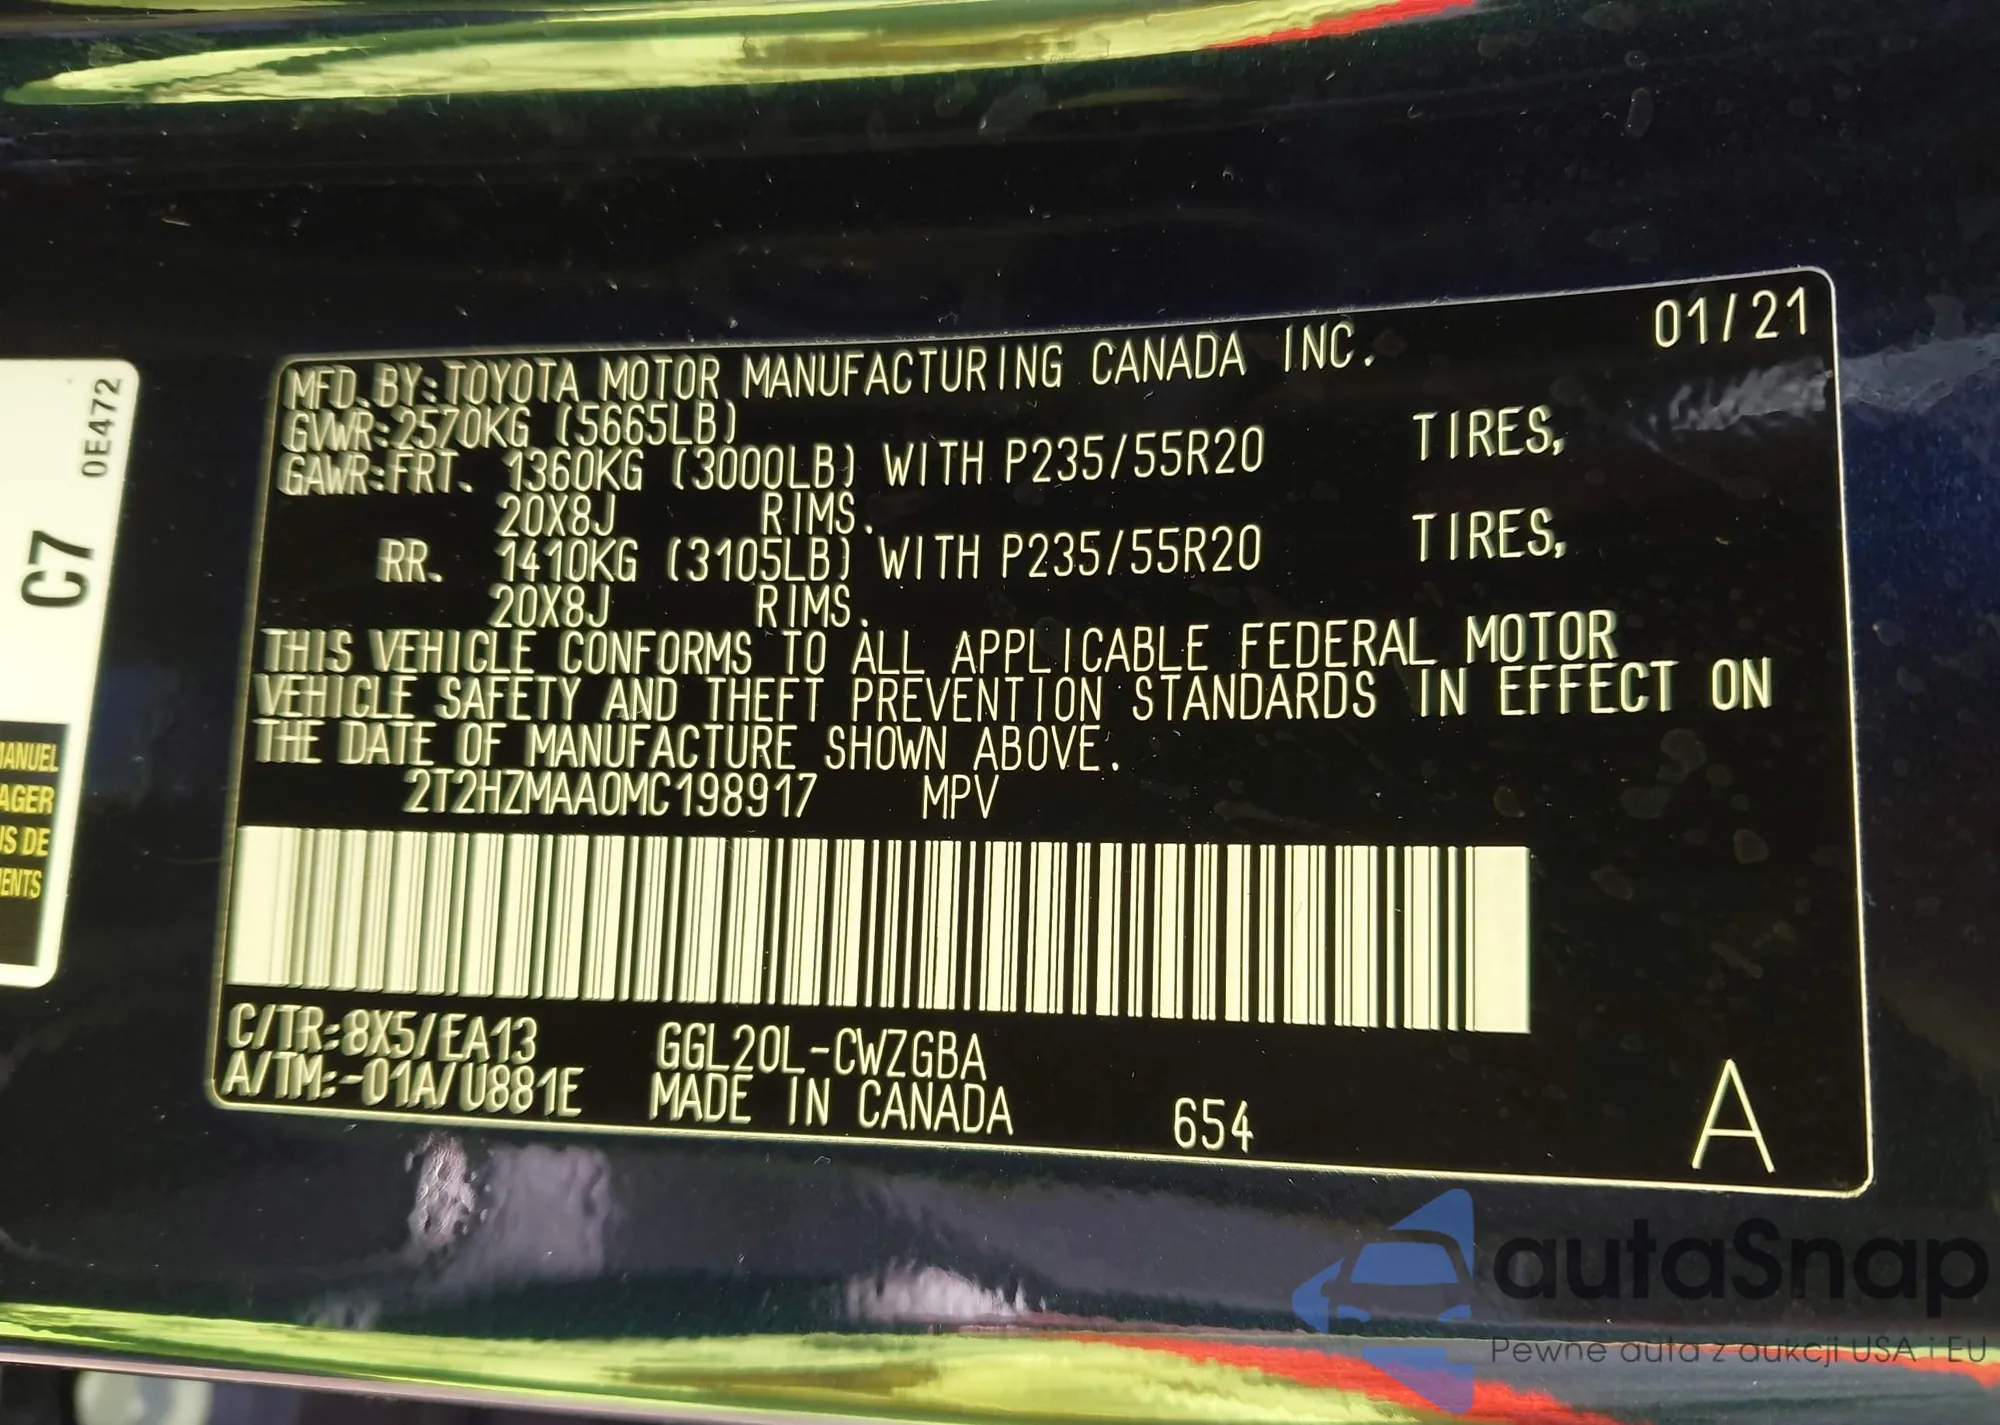 01/21
MFD. BY: TOYOTA MOTOR MANUFACTURING CANADA INC.
GVWR: 2570KG (5665LB)
GAWR: FRT. 1360KG (3000LB) WITH P235/55R20 TIRES,
20X8J RIMS.
RR. 1410KG (3105LB) WITH P235/55R20 TIRES,
20X8J RIMS.
THIS VEHICLE CONFORMS TO ALL APPLICABLE FEDERAL MOTOR
VEHICLE SAFETY AND THEFT PREVENTION STANDARDS IN EFFECT ON
THE DATE OF MANUFACTURE SHOWN ABOVE.
2T2HZMAA0MC198917 MPV
C/TR: 8X5/EA13 GGL20L-CWZGBA
A/TM: -01A/U881E MADE IN CANADA 654 A
0E472
C7
MANUEL
AGER
US DE
MENTS
autaSnap
Pewne auta z aukcji USA i EU